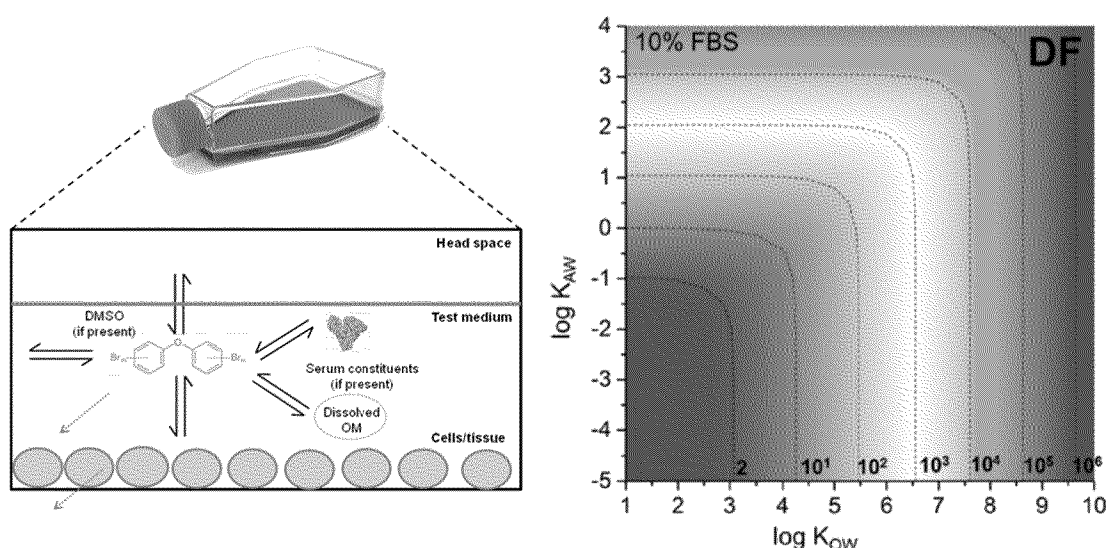 Head space
DMSO
(if present)
Test medium
O
Serum constituents
(if present)
Dissolved
OM
Cells/tissue
10% FBS
DF
4
3
2
1
0
-1
-2
-3
-4
-5
log K_AW
2
10¹
10²
10³
10⁴
10⁵
10⁶
1
2
3
4
5
6
7
8
9
10
log K_OW